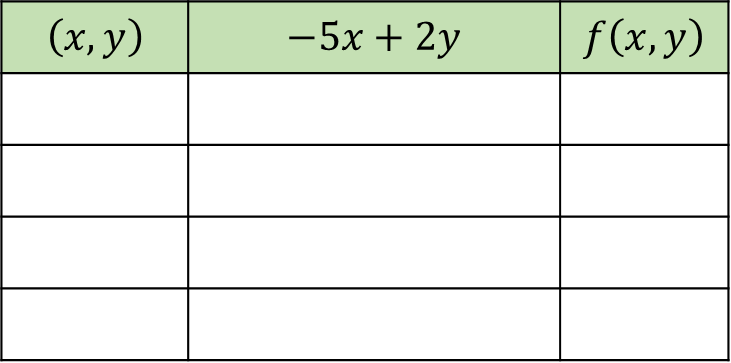 (x, y) −5x + 2y f(x, y)